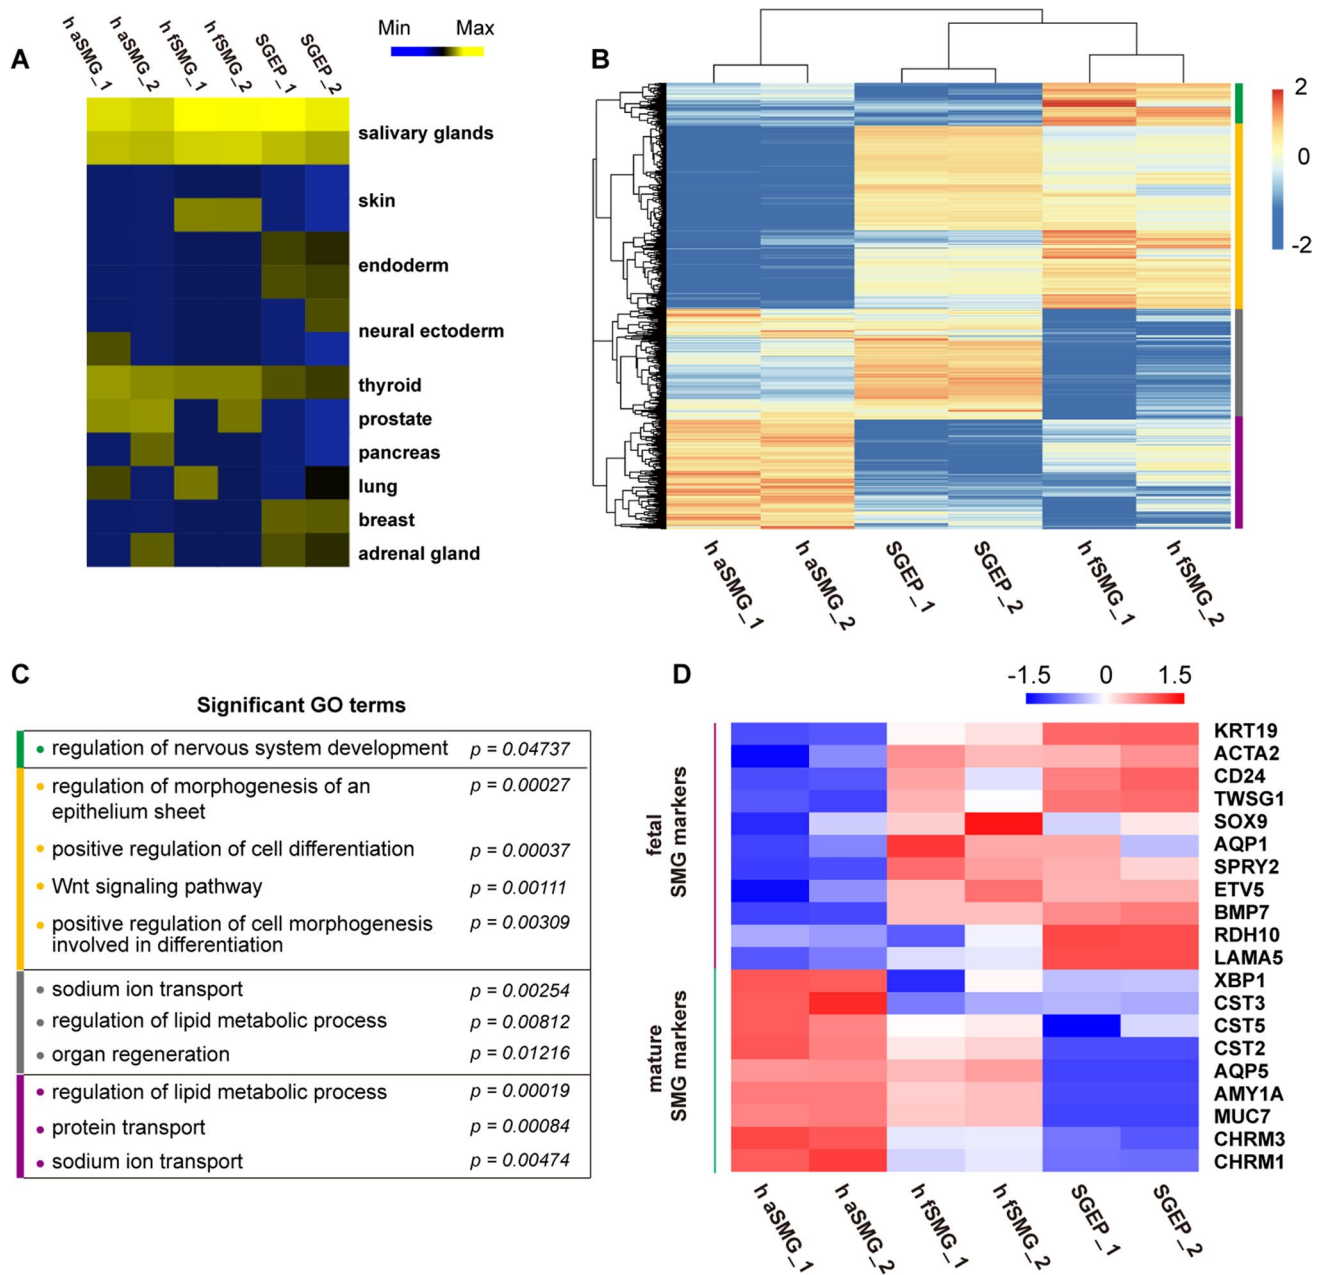 A
h aSMG_1
h aSMG_2
h fSMG_1
h fSMG_2
SGEP_1
SGEP_2
Min Max
salivary glands
skin
endoderm
neural ectoderm
thyroid
prostate
pancreas
lung
breast
adrenal gland
B
2
0
-2
h aSMG_1
h aSMG_2
SGEP_1
SGEP_2
h fSMG_1
h fSMG_2
C
Significant GO terms
• regulation of nervous system development p = 0.04737
• regulation of morphogenesis of an p = 0.00027
epithelium sheet
• positive regulation of cell differentiation p = 0.00037
• Wnt signaling pathway p = 0.00111
• positive regulation of cell morphogenesis p = 0.00309
involved in differentiation
• sodium ion transport p = 0.00254
• regulation of lipid metabolic process p = 0.00812
• organ regeneration p = 0.01216
• regulation of lipid metabolic process p = 0.00019
• protein transport p = 0.00084
• sodium ion transport p = 0.00474
D
-1.5 0 1.5
fetal
SMG markers
mature
SMG markers
KRT19
ACTA2
CD24
TWSG1
SOX9
AQP1
SPRY2
ETV5
BMP7
RDH10
LAMA5
XBP1
CST3
CST5
CST2
AQP5
AMY1A
MUC7
CHRM3
CHRM1
h aSMG_1
h aSMG_2
h fSMG_1
h fSMG_2
SGEP_1
SGEP_2